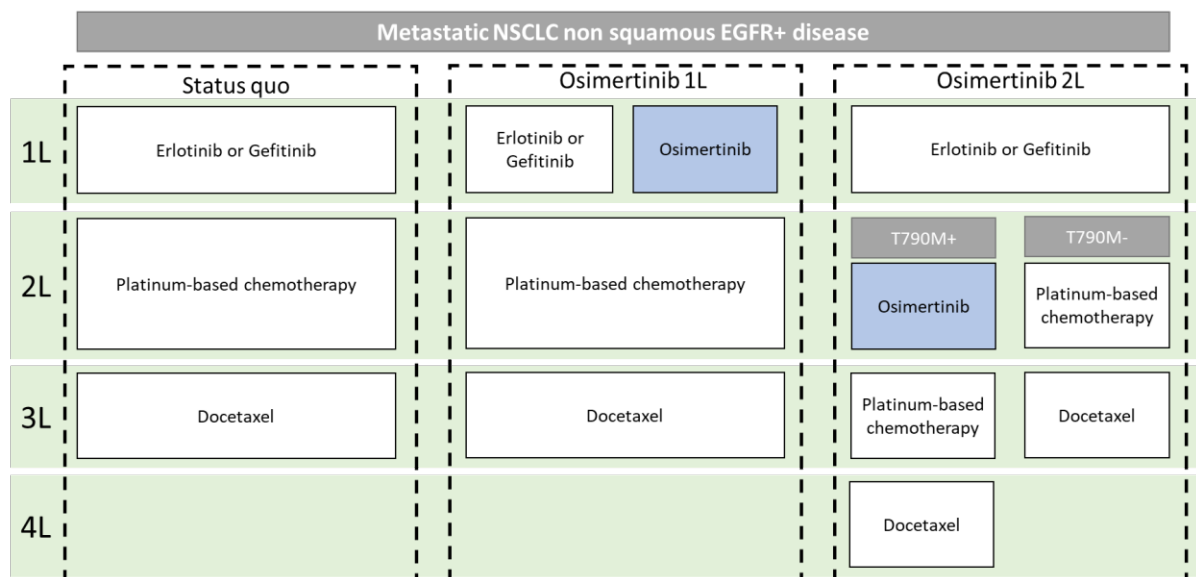 Metastatic NSCLC non squamous EGFR+ disease
Status quo
Osimertinib 1L
Osimertinib 2L
1L
Erlotinib or Gefitinib
Erlotinib or
Gefitinib
Osimertinib
Erlotinib or Gefitinib
2L
Platinum-based chemotherapy
Platinum-based chemotherapy
T790M+
T790M-
Osimertinib
Platinum-based
chemotherapy
3L
Docetaxel
Docetaxel
Platinum-based
chemotherapy
Docetaxel
4L
Docetaxel